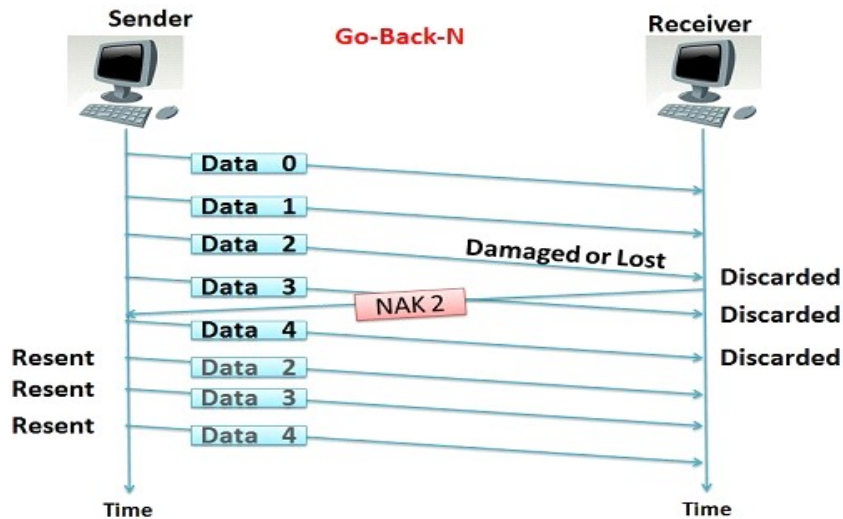 Sender
Go-Back-N
Receiver
Data 0
Data 1
Data 2
Damaged or Lost
Discarded
Data 3
NAK 2
Discarded
Data 4
Discarded
Resent
Data 2
Resent
Data 3
Resent
Data 4
Time
Time